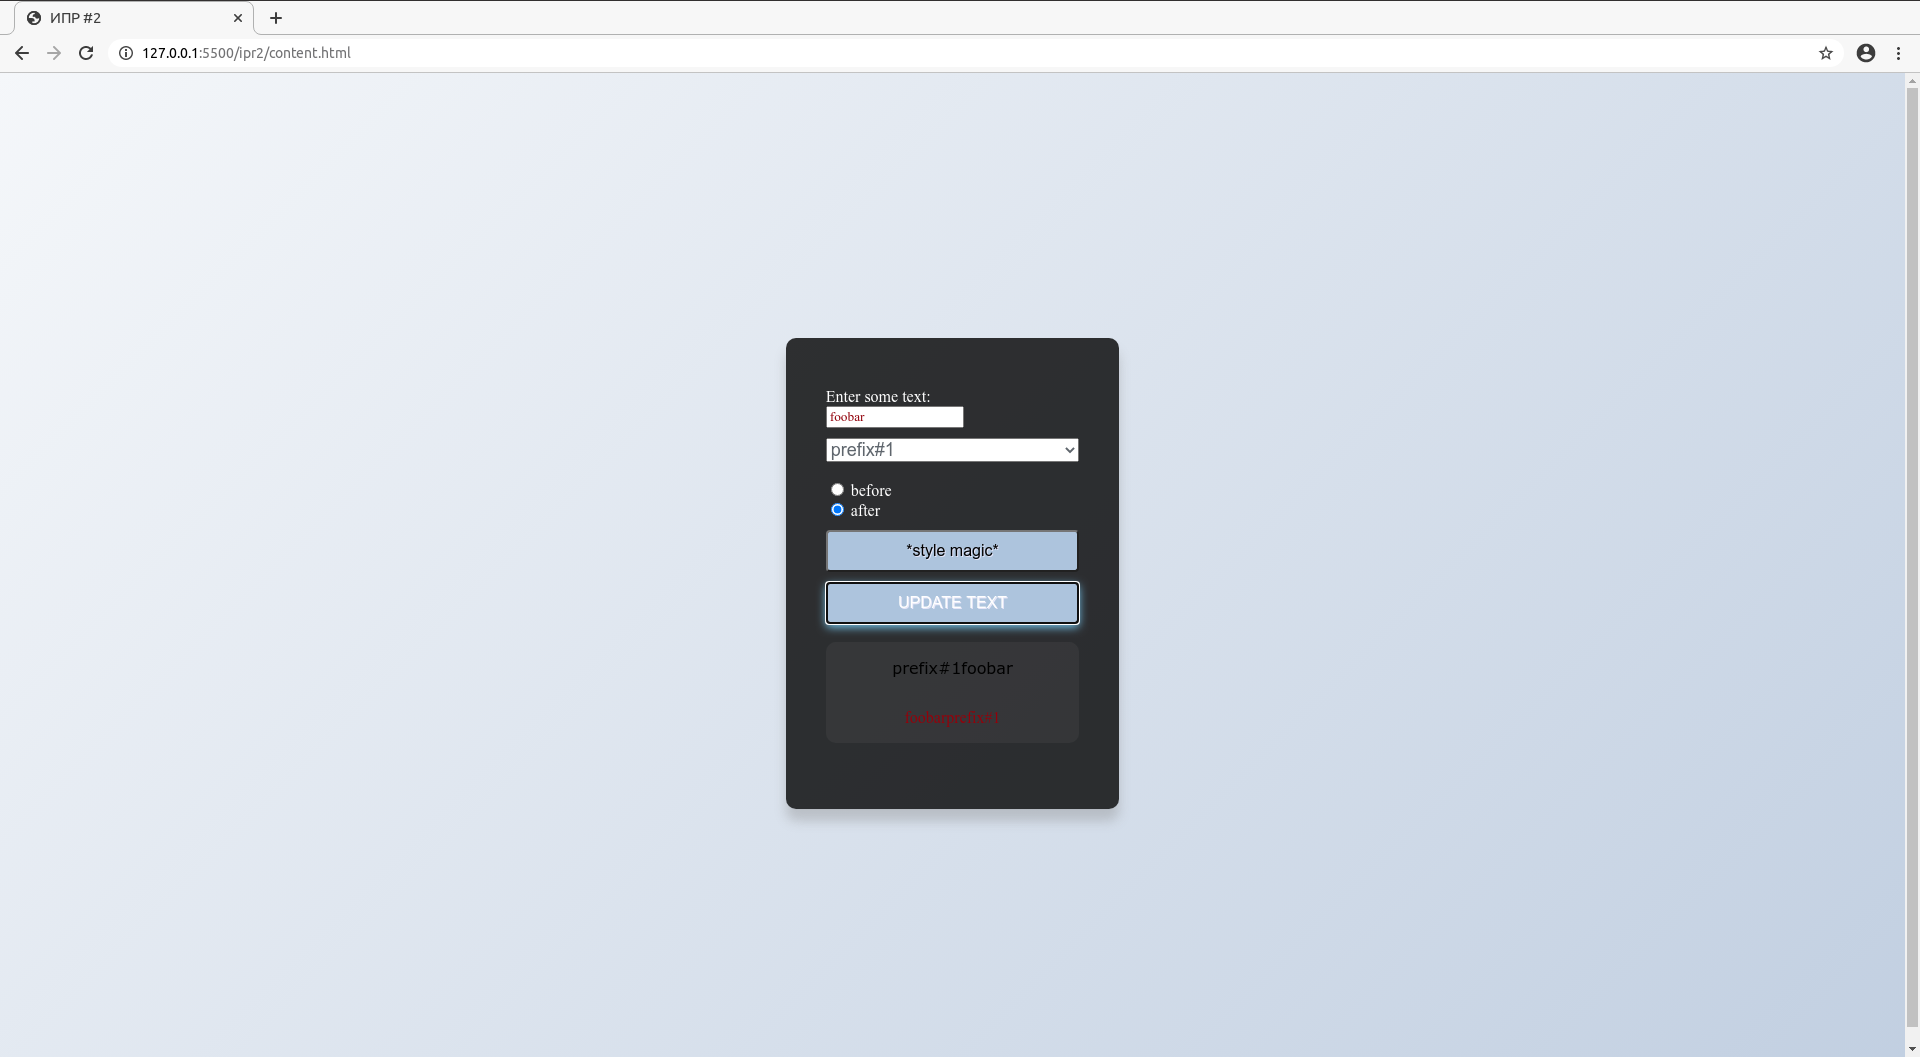 ИПР #2
127.0.0.1:5500/ipr2/content.html
Enter some text:
foobar
prefix#1
before
after
*style magic*
UPDATE TEXT
prefix#1foobar
foobarprefix#1